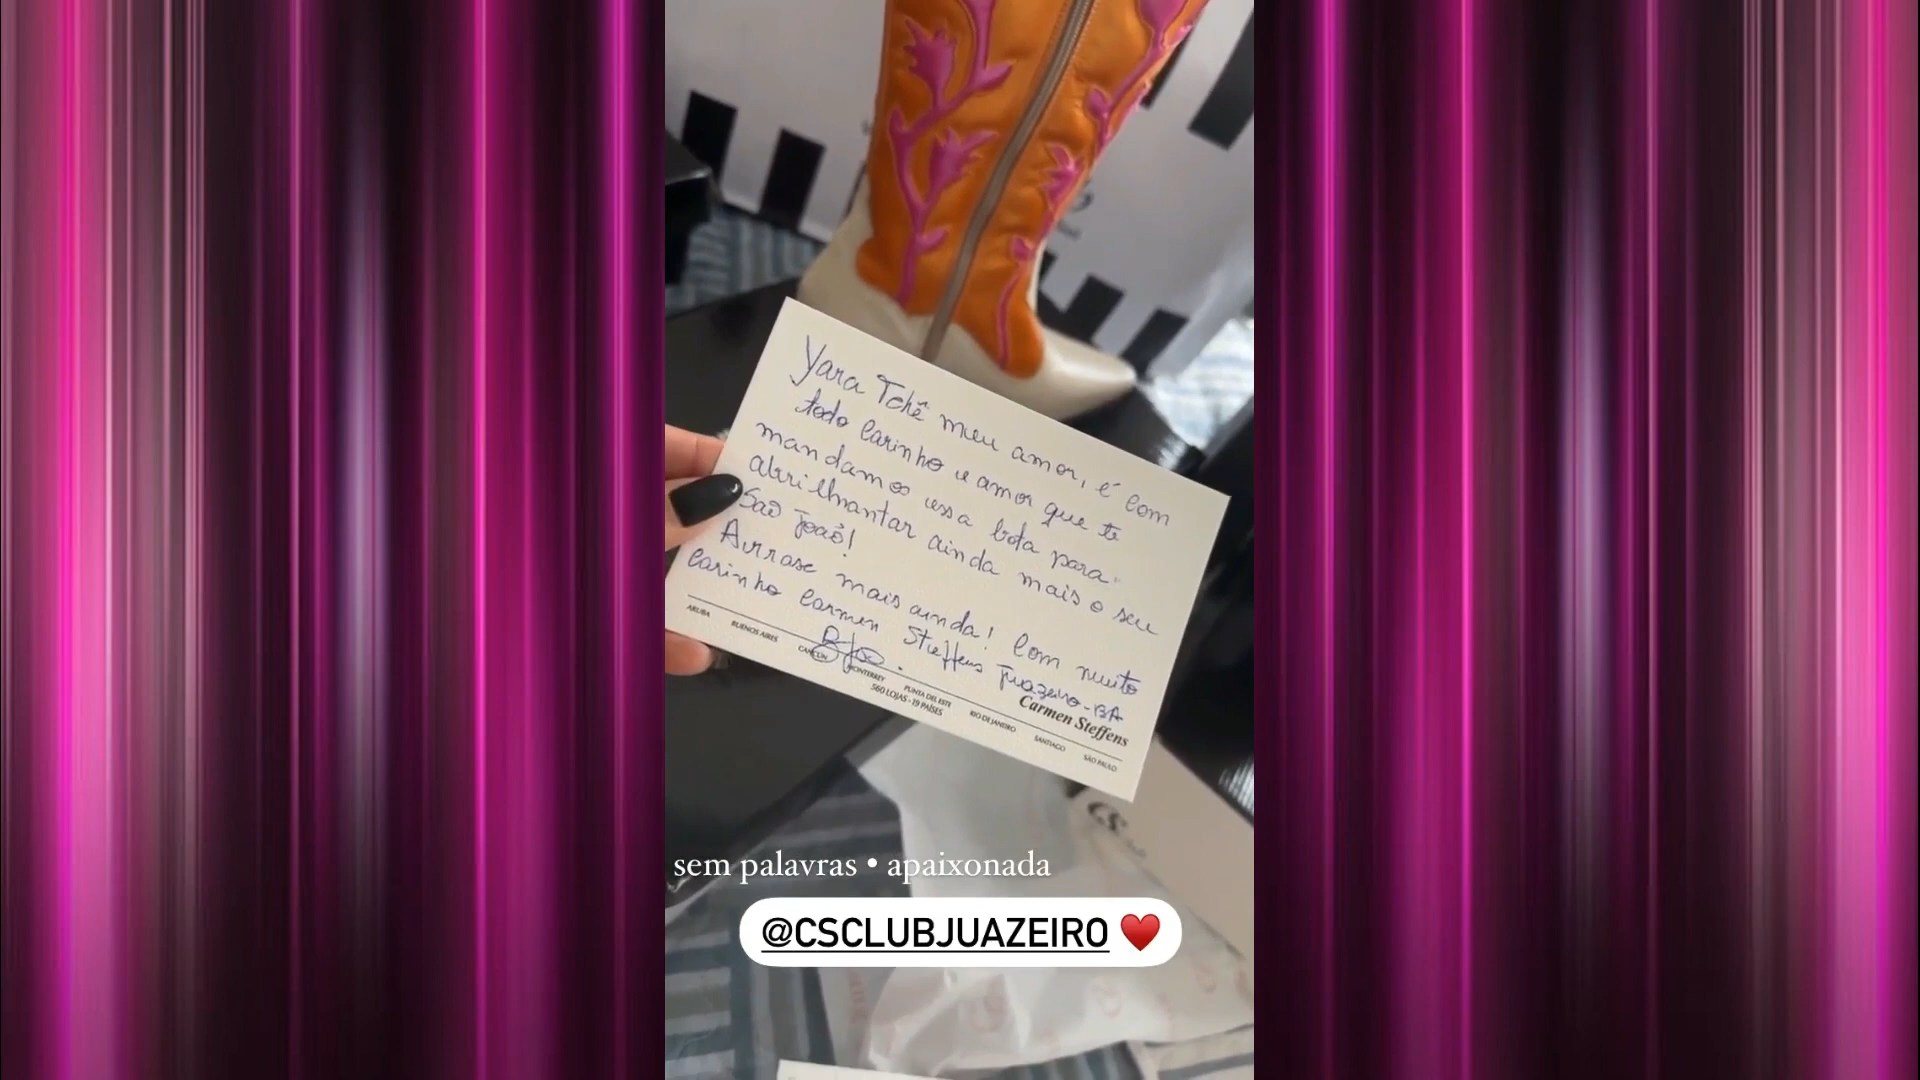 Yara Tchê meu amor, é com
todo carinho e amor que te
mandamos essa bota para
abrilhantar ainda mais o seu
São João!
Arrase mais ainda! Com muito
carinho Carmen Steffens Juazeiro-BA
Carmen Steffens
ARUBA BUENOS AIRES CANCÚN MONTERREY PUNTA DEL ESTE RIO DE JANEIRO SANTIAGO SÃO PAULO
560 LOJAS - 19 PAÍSES
CS
sem palavras • apaixonada
@CSCLUBJUAZEIRO ♥️